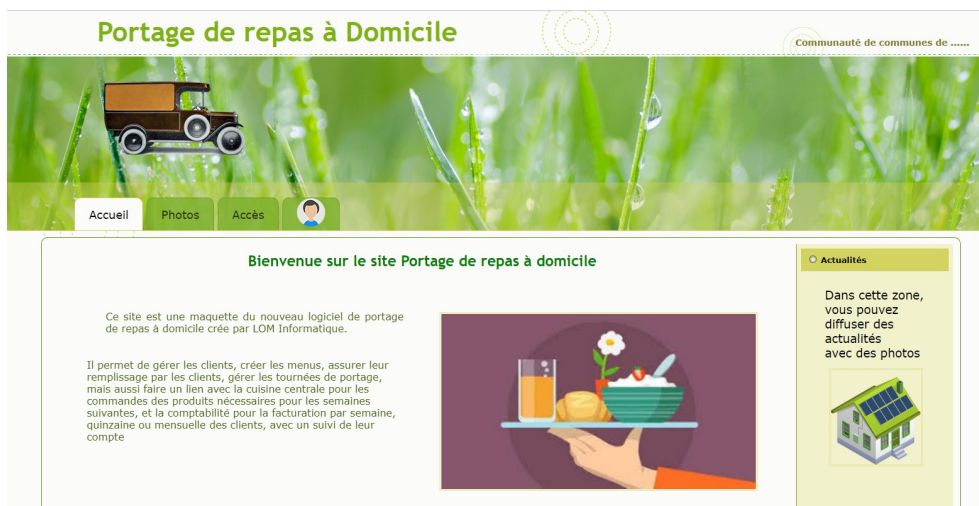 Portage de repas à Domicile
Communauté de communes de ......
Accueil
Photos
Accès
Bienvenue sur le site Portage de repas à domicile
Ce site est une maquette du nouveau logiciel de portage
de repas à domicile crée par LOM Informatique.
Il permet de gérer les clients, créer les menus, assurer leur
remplissage par les clients, gérer les tournées de portage,
mais aussi faire un lien avec la cuisine centrale pour les
commandes des produits nécessaires pour les semaines
suivantes, et la comptabilité pour la facturation par semaine,
quinzaine ou mensuelle des clients, avec un suivi de leur
compte
Actualités
Dans cette zone,
vous pouvez
diffuser des
actualités
avec des photos